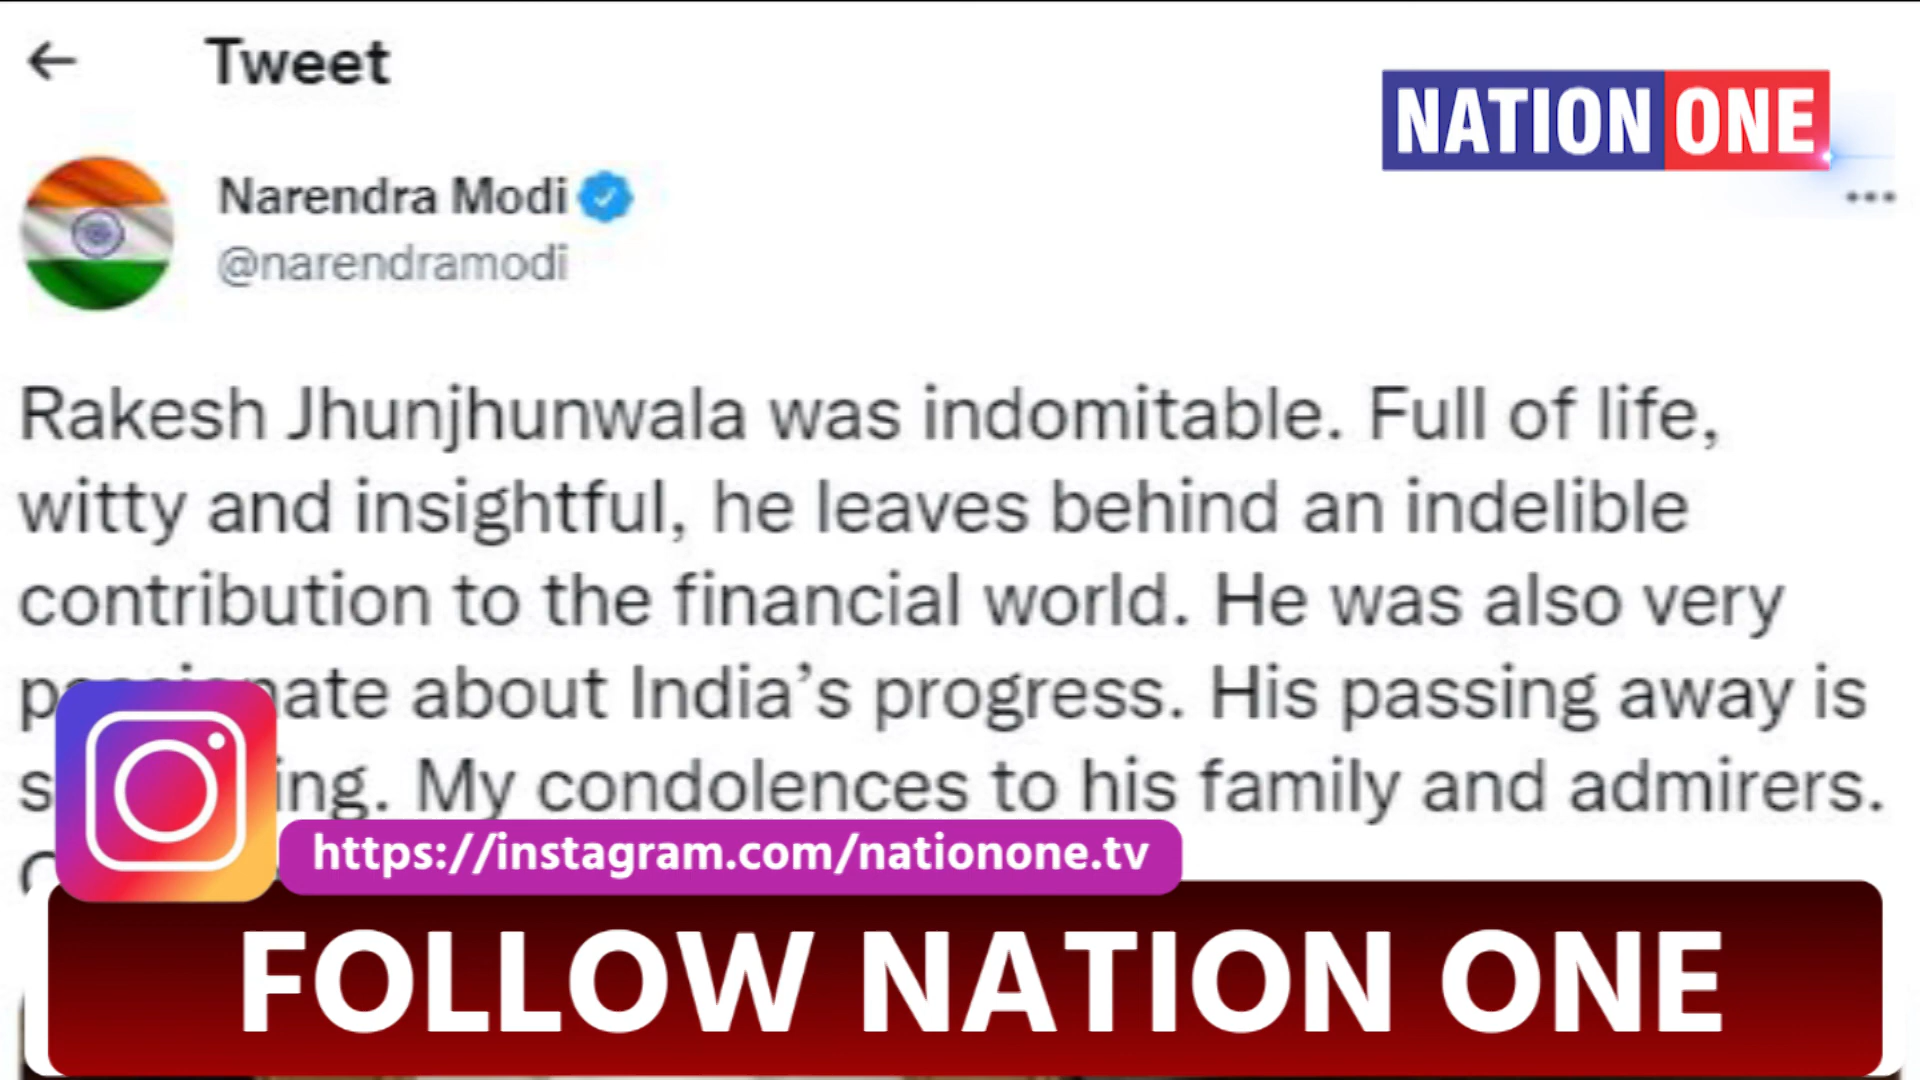 Tweet
NATION ONE
Narendra Modi
@narendramodi
Rakesh Jhunjhunwala was indomitable. Full of life,
witty and insightful, he leaves behind an indelible
contribution to the financial world. He was also very
about India’s progress. His passing away is
My condolences to his family and admirers.
https://instagram.com/nationone.tv
FOLLOW NATION ONE